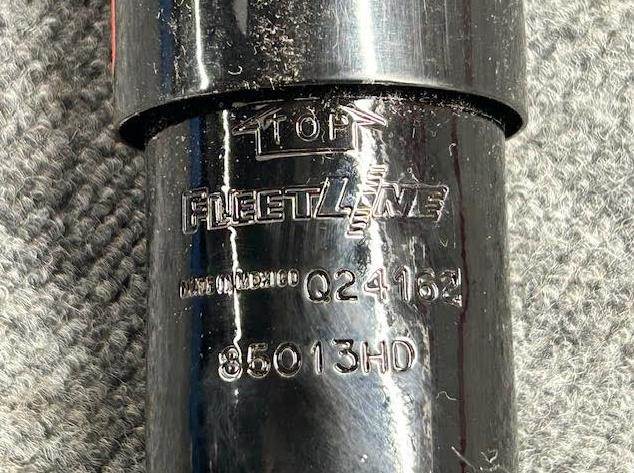 TOP
FLEETLINE
MADE IN MEXICO Q24162
85013HD